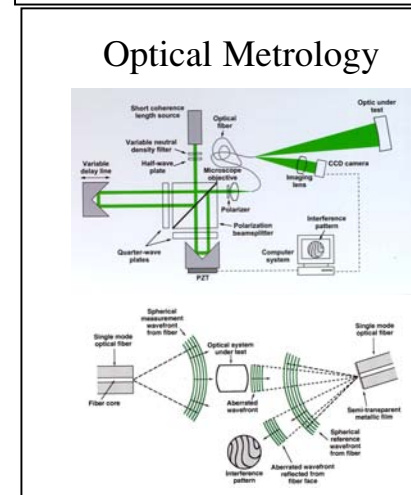 Optical Metrology
Short coherence
length source
Variable neutral
density filter
Half-wave
plate
Variable
delay line
Optical
fiber
Microscope
objective
Polarizer
Polarization
beamsplitter
Quarter-wave
plates
PZT
Optic under
test
CCD camera
Imaging
lens
Interference
pattern
Computer
system
Spherical
measurement
wavefront
from fiber
Single mode
optical fiber
Fiber core
Optical system
under test
Aberrated
wavefront
Single mode
optical fiber
Semi-transparent
metallic film
Spherical
reference
wavefront
from fiber
Interference
pattern
Aberrated wavefront
reflected from
fiber face